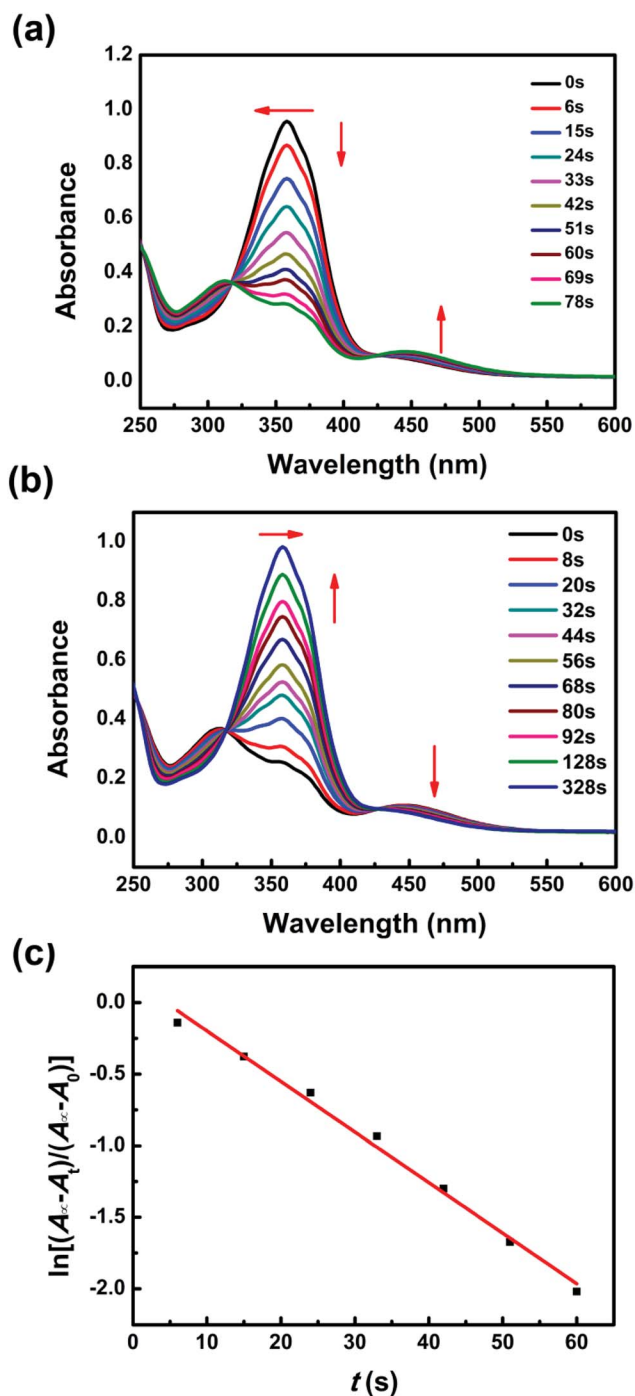 (a)
1.2
1.0
0.8
0.6
0.4
0.2
0.0
Absorbance
0s
6s
15s
24s
33s
42s
51s
60s
69s
78s
250 300 350 400 450 500 550 600
Wavelength (nm)
(b)
1.0
0.8
0.6
0.4
0.2
0.0
Absorbance
0s
8s
20s
32s
44s
56s
68s
80s
92s
128s
328s
250 300 350 400 450 500 550 600
Wavelength (nm)
(c)
0.0
-0.5
-1.0
-1.5
-2.0
ln[(A∝-At)/(A∝-A0)]
0 10 20 30 40 50 60
t (s)